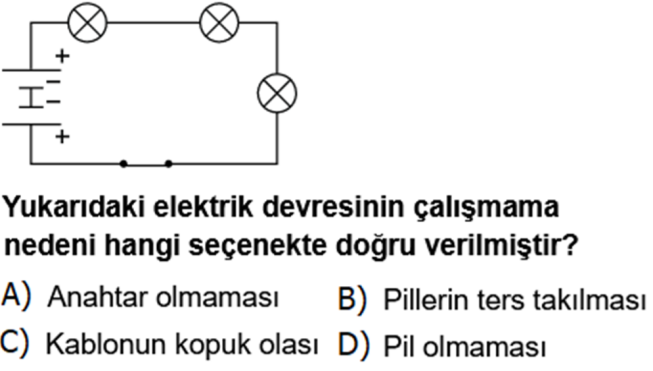 +
−
−
+
Yukarıdaki elektrik devresinin çalışmama
nedeni hangi seçenekte doğru verilmiştir?
A) Anahtar olmaması B) Pillerin ters takılması
C) Kablonun kopuk olası D) Pil olmaması